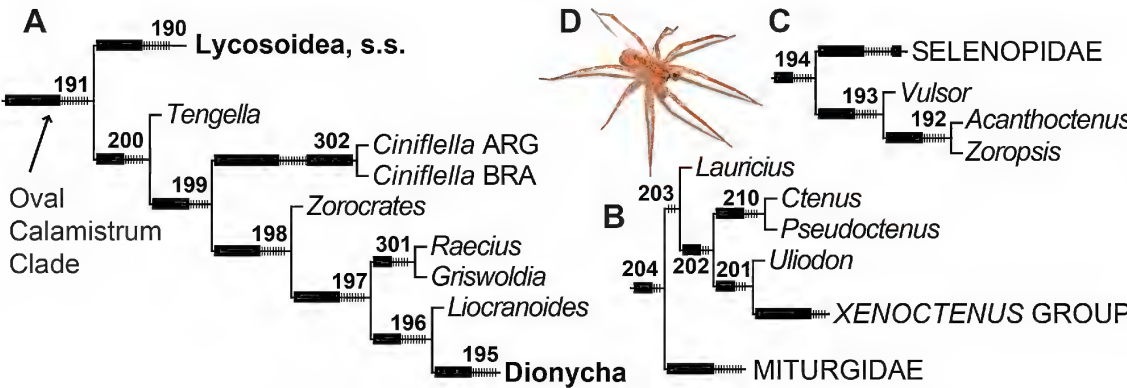 A
190
Lycosoidea, s.s.
191
Tengella
200
302
Ciniflella ARG
Ciniflella BRA
199
Oval
Calamistrum
Clade
Zorocrates
198
301
Raecius
Griswoldia
197
Liocranoides
196
195
Dionycha
D
C
194
SELENOPIDAE
193
Vulsor
192
Acanthoctenus
Zoropsis
B
Lauricius
203
210
Ctenus
Pseudoctenus
204
202
201
Uliodon
XENOCTENUS GROUP
MITURGIDAE